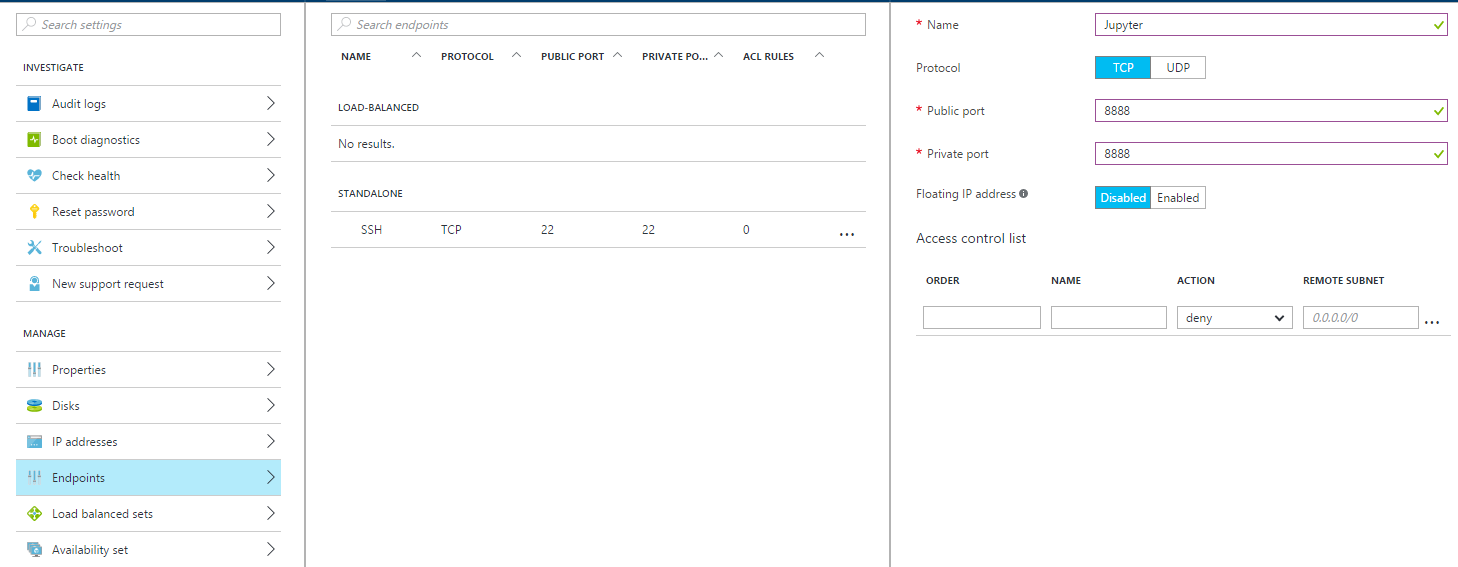 Search settings
INVESTIGATE
Audit logs
Boot diagnostics
Check health
Reset password
Troubleshoot
New support request
MANAGE
Properties
Disks
IP addresses
Endpoints
Load balanced sets
Availability set
Search endpoints
NAME PROTOCOL PUBLIC PORT PRIVATE PO... ACL RULES
LOAD-BALANCED
No results.
STANDALONE
SSH TCP 22 22 0 ...
* Name Jupyter
Protocol TCP UDP
* Public port 8888
* Private port 8888
Floating IP address Disabled Enabled
Access control list
ORDER NAME ACTION REMOTE SUBNET
deny 0.0.0.0/0 ...